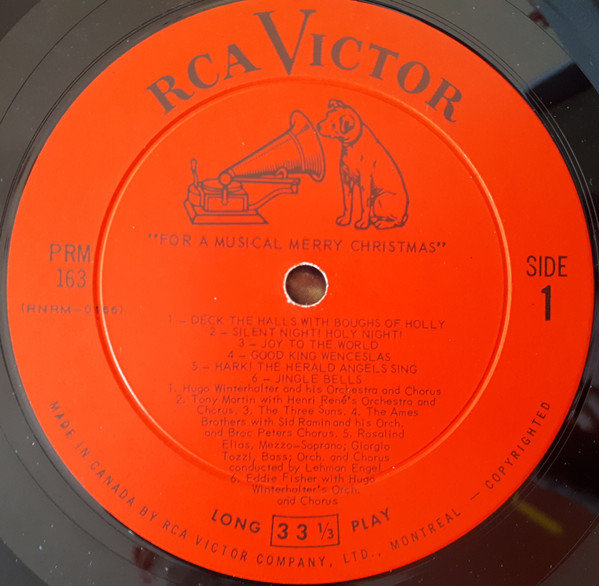 RCA VICTOR
"FOR A MUSICAL MERRY CHRISTMAS"
PRM
163
(RNRM-0166)
SIDE
1
1 – DECK THE HALLS WITH BOUGHS OF HOLLY
2 – SILENT NIGHT! HOLY NIGHT!
3 – JOY TO THE WORLD
4 – GOOD KING WENCESLAS
5 – HARK! THE HERALD ANGELS SING
6 – JINGLE BELLS
1. Hugo Winterhalter and his Orchestra and Chorus
2. Tony Martin with Henri René's Orchestra and
Chorus. 3. The Three Suns. 4. The Ames
Brothers with Sid Ramin and his Orch.
and Broc Peters Chorus. 5. Rosalind
Elias, Mezzo-Soprano; Giorgio
Tozzi, Bass; Orch. and Chorus
conducted by Lehman Engel
6. Eddie Fisher with Hugo
Winterhalter's Orch.
and Chorus
LONG 33 1/3 PLAY
MADE IN CANADA BY RCA VICTOR COMPANY, LTD., MONTREAL – COPYRIGHTED